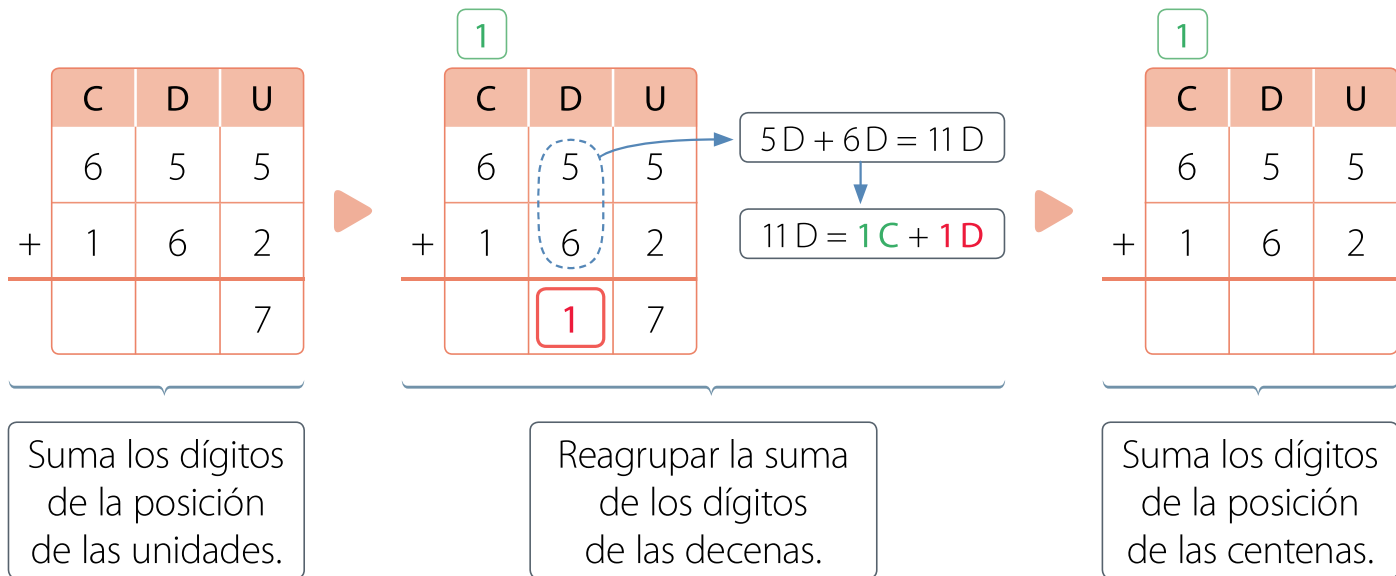 C D U
6 5 5
+ 1 6 2
7
Suma los dígitos
de la posición
de las unidades.
1
C D U
6 5 5
+ 1 6 2
1 7
5 D + 6 D = 11 D
11 D = 1 C + 1 D
Reagrupar la suma
de los dígitos
de las decenas.
1
C D U
6 5 5
+ 1 6 2
Suma los dígitos
de la posición
de las centenas.